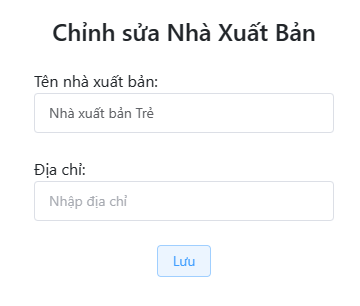 Chỉnh sửa Nhà Xuất Bản
Tên nhà xuất bản:
Nhà xuất bản Trẻ
Địa chỉ:
Nhập địa chỉ
Lưu